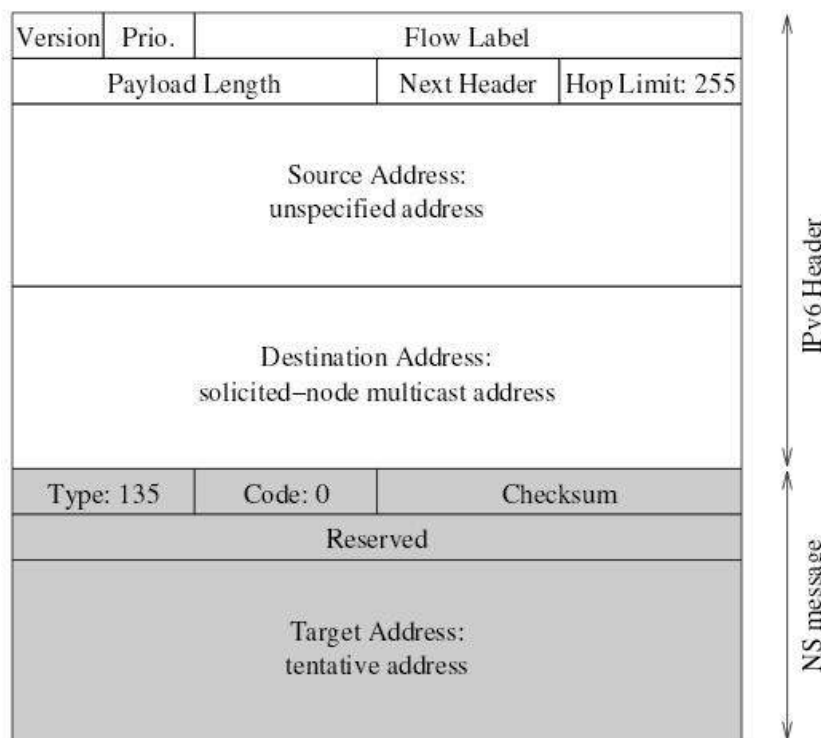 Version Prio. Flow Label
Payload Length Next Header Hop Limit: 255
Source Address:
unspecified address
Destination Address:
solicited−node multicast address
IPv6 Header
Type: 135 Code: 0 Checksum
Reserved
Target Address:
tentative address
NS message